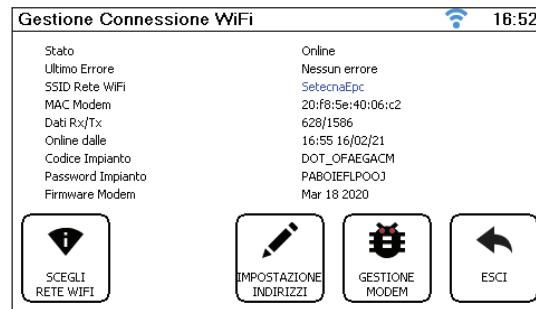 Gestione Connessione WiFi 16:52
Stato Online
Ultimo Errore Nessun errore
SSID Rete WiFi SetecnaEpc
MAC Modem 20:f8:5e:40:06:c2
Dati Rx/Tx 628/1586
Online dalle 16:55 16/02/21
Codice Impianto DOT_OFAEGACM
Password Impianto PABOIEFLPOOJ
Firmware Modem Mar 18 2020
SCEGLI
RETE WIFI
IMPOSTAZIONE
INDIRIZZI
GESTIONE
MODEM
ESCI